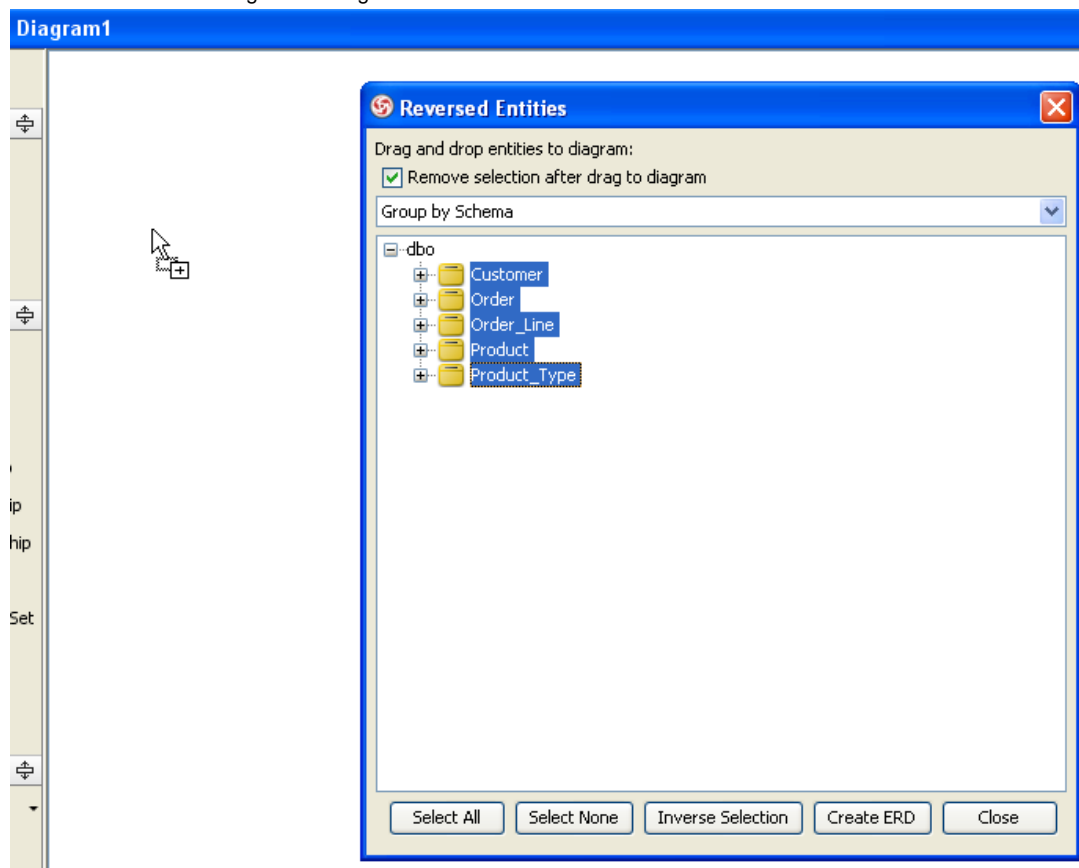 Diagram1
Reversed Entities
Drag and drop entities to diagram:
Remove selection after drag to diagram
Group by Schema
dbo
Customer
Order
Order_Line
Product
Product_Type
ip
hip
Set
Select All Select None Inverse Selection Create ERD Close